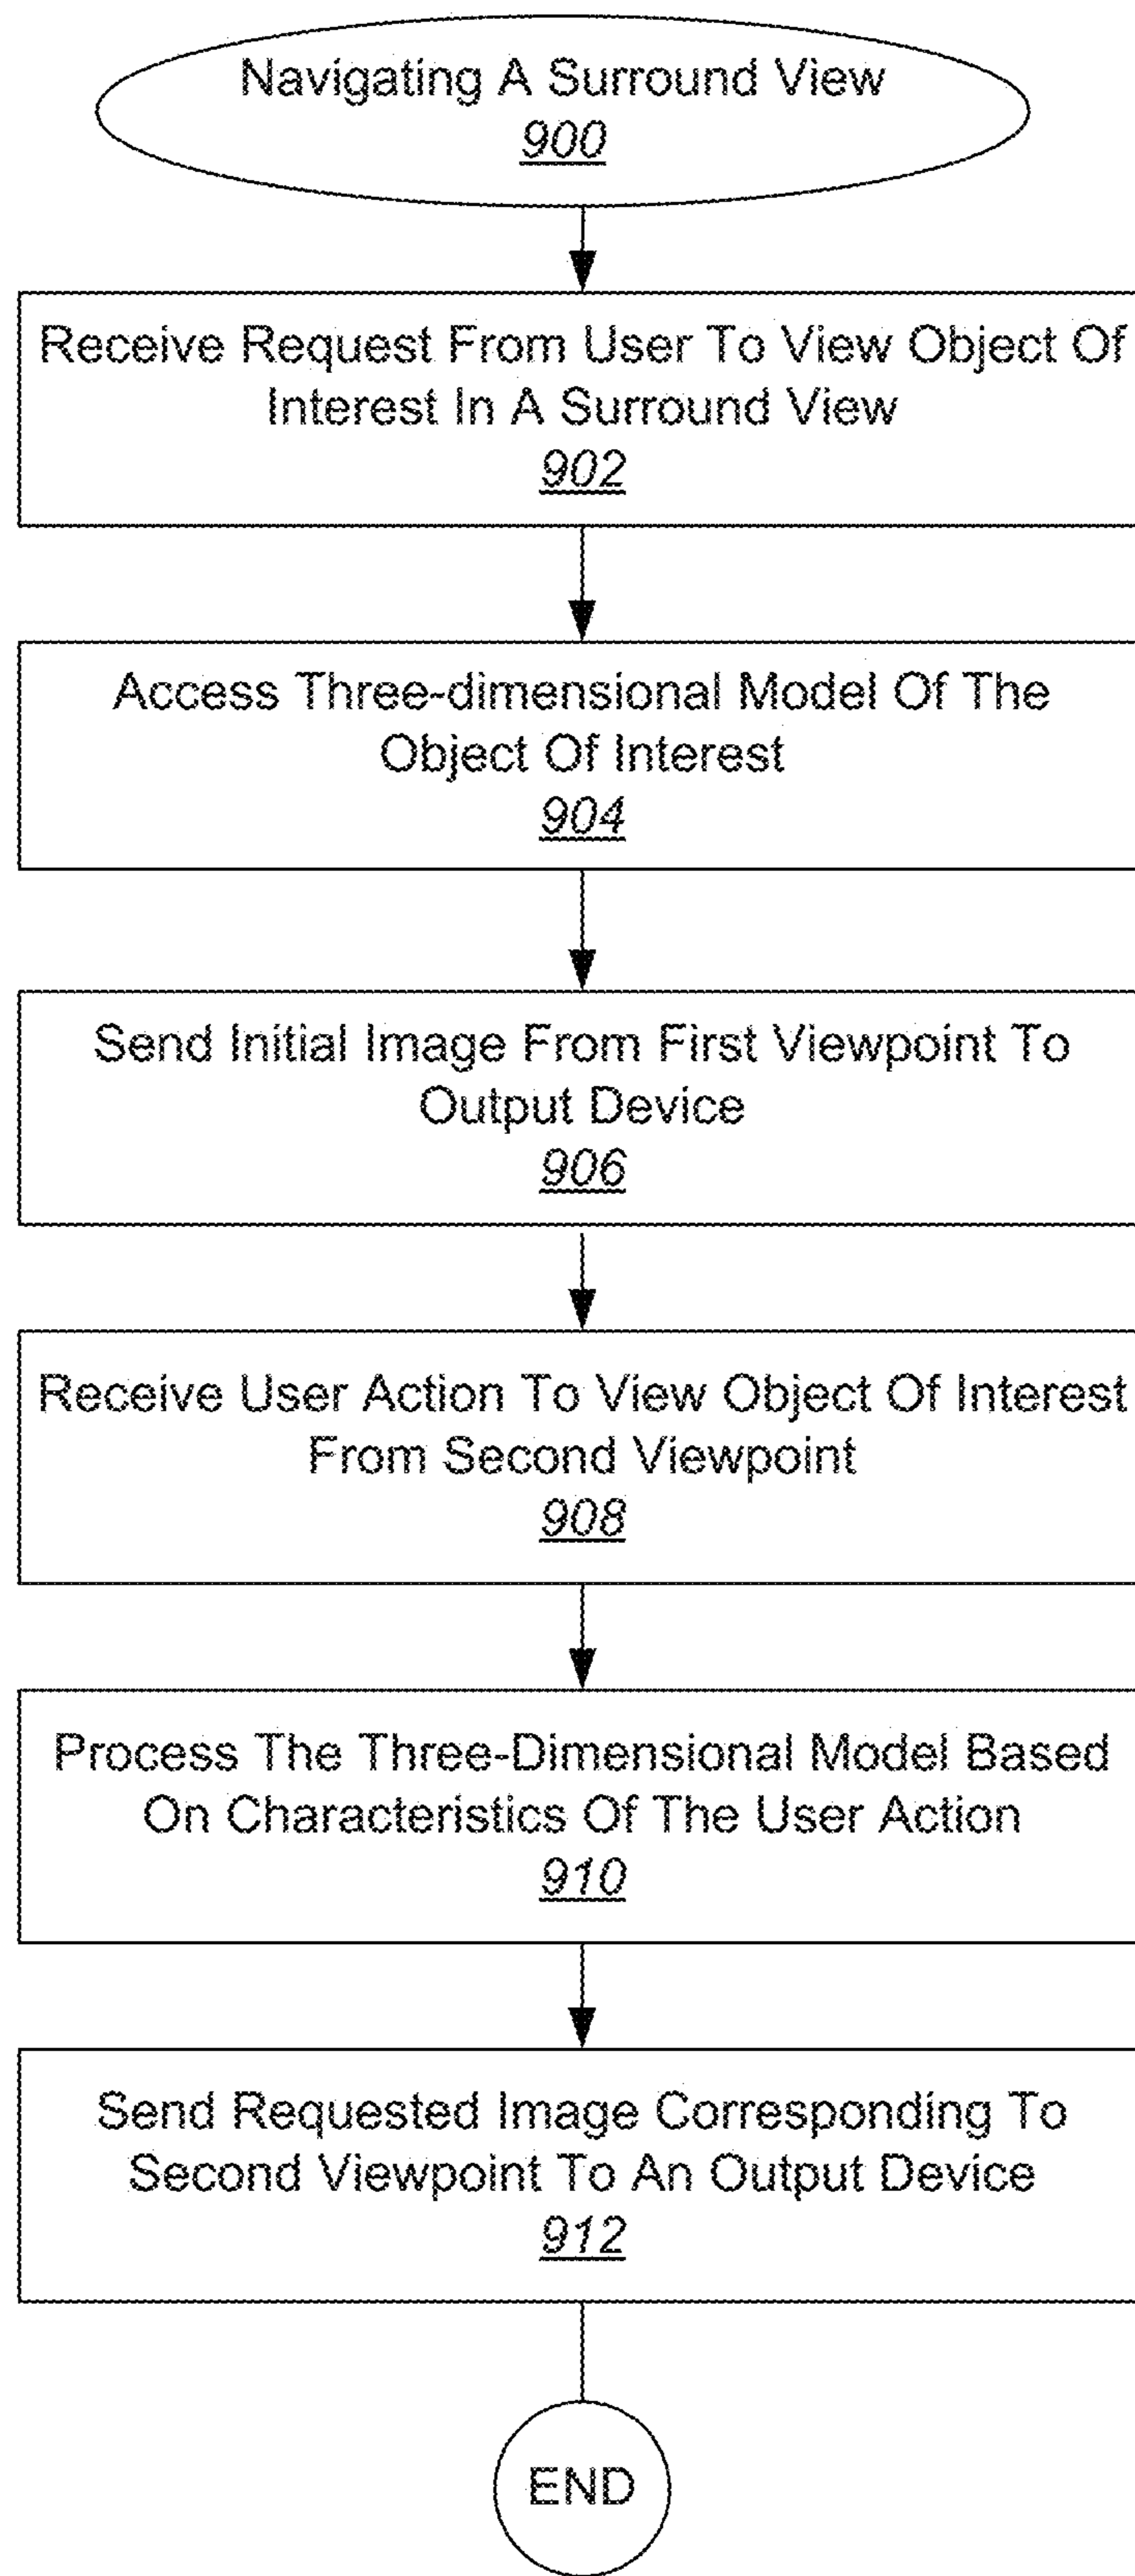 Navigating A Surround View
900
Receive Request From User To View Object Of
Interest In A Surround View
902
Access Three-dimensional Model Of The
Object Of Interest
904
Send Initial Image From First Viewpoint To
Output Device
906
Receive User Action To View Object Of Interest
From Second Viewpoint
908
Process The Three-Dimensional Model Based
On Characteristics Of The User Action
910
Send Requested Image Corresponding To
Second Viewpoint To An Output Device
912
END